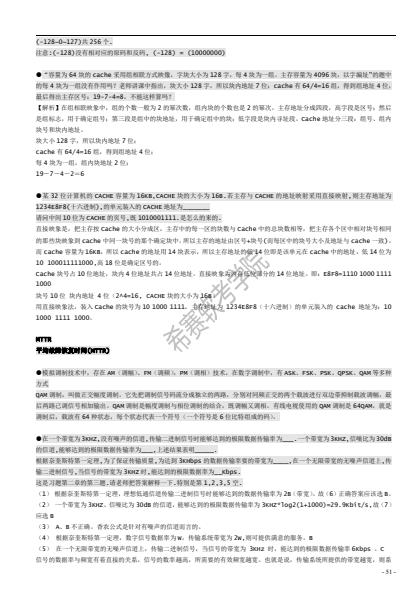 (-128~0~127)共256个.
注意:(-128)没有相对应的原码和反码, (-128) = (10000000)
●"容量为64块的cache采用组相联方式映像, 字块大小为128字, 每4块为一组, 主存容量为4096块, 以字编址"的题中
的每4块为一组没有作用吗? 老师讲课中指出, 块大小128字, 所以块内地址7位; cache有64/4=16组, 得到组地址4位,
最后得出主存区号: 19-7-4=8. 不能这样算吗?
【解析】在组相联映象中, 组的个数一般为2的幂次数, 组内块的个数也是2的幂次, 主存地址分成四段, 高字段是区号; 然后
是组标志, 用于确定组号; 第三段是组中的块地址, 用于确定组中的块; 低字段是块内寻址段. Cache地址分三段: 组号、组内
块号和块内地址.
块大小128字, 所以块内地址7位;
cache有64/4=16组, 得到组地址4位;
每4块为一组, 组内块地址2位;
19-7-4-2=6
●某32位计算机的CACHE容量为16KB,CACHE块的大小为16B.若主存与CACHE的地址映射采用直接映射,则主存地址为
1234E8F8(十六进制).的单元装入的CACHE地址为
请问中间10位为CACHE的页号,既1010001111.是怎么的来的.
直接映象是, 把主存按Cache的大小分成区, 主存中的每一区的块数与Cache中的总块数相等, 把主存各个区中相对块号相同
的那些块映象到cache中同一块号的某个确定块中. 所以主存的地址由区号+块号(而每区中的块号大小及地址与cache一致).
而cache容量为16KB. 所以cache的地址用14块表示, 所以主存地址的低14位即是该单元在cache中的地址. 低14位为
10 100011111000,高18位是确定区号的.
Cache块号占10位地址, 块内4位地址共占14位地址. 直接映象主存低位部分的14位地址. 即: E8F8=1110 1000 1111
1000
块号10位 块内地址 4位(2^4=16, CACHE块的大小为16B)
用直接映象法, 装入Cache的块号为10 1000 1111. 主存地址为1234E8F8(十六进制)的单元装入的cache地址为: 10
1000 1111 1000.
MTTR
平均故障恢复时间(MTTR)
●模拟调制技术中, 存在AM(调幅)、FM(调频)、PM(调相)技术, 在数字调制中, 有ASK、FSK、PSK、QPSK、QAM等多种
方式
QAM调制, 叫做正交幅度调制. 它先把调制信号码流分成独立的两路, 分别对同频正交的两个载波进行双边带抑制载波调幅, 最
后两路已调信号相加输出. QAM调制是幅度调制与相位调制的结合, 既调幅又调相. 有线电视使用的QAM调制是64QAM, 就是
调制后, 载波有64种状态, 每个状态代表一个符号(一个符号是6位比特组成的码).
●在一个带宽为3KHZ,没有噪声的信道,传输二进制信号时能够达到的极限数据传输率为___.一个带宽为3KHZ,信噪比为30dB
的信道,能够达到的极限数据传输率为___,上述结果表明___.
根据奈奎斯特第一定理,为了保证传输质量,为达到3Kmbps的数据传输率要的带宽为___,在一个无限带宽的无噪声信道上,传
输二进制信号,当信号的带宽为3KHZ时,能达到的极限数据率为__Kbps.
这是习题第二章的第三题.请老师把答案解释一下.特别是第1,2,3,5空.
(1) 根据奈奎斯特第一定理, 理想低通信道传输二进制信号时能够达到的极限数据传输率为2B(带宽). 故(6)正确答案应该选B.
(2) 一个带宽为3KHZ、信噪比为30dB的信道, 能够达到的极限数据传输率为3KHZ*log2(1+1000)=29.9Kbit/s,故(7)
应选B
(3) A、B不正确. 香农公式是针对有噪声的信道而言的.
(4) 根据奈奎斯特第一定理, 数字信号频率为w, 传输系统带宽为2w,则可提供满意的服务. B
(5) 在一个无限带宽的无噪声信道上, 传输二进制信号, 当信号的带宽为 3KHZ 时, 能达到的极限数据传输率6Kbps . C
信号的数据率与频宽有着直接的关系, 信号的数率越高, 所需要的有效频宽越宽. 也就是说, 传输系统所提供的带宽越宽, 则系
希赛软考学院
- 51 -